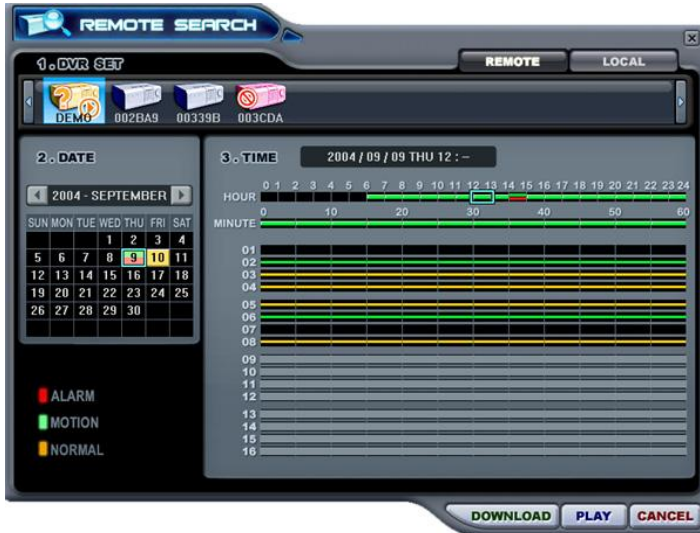 REMOTE SEARCH
1. DVR SET
REMOTE LOCAL
DEMO 002BA9 00339B 003CDA
2. DATE
2004 - SEPTEMBER
SUN MON TUE WED THU FRI SAT
1 2 3 4
5 6 7 8 9 10 11
12 13 14 15 16 17 18
19 20 21 22 23 24 25
26 27 28 29 30
ALARM
MOTION
NORMAL
3. TIME 2004 / 09 / 09 THU 12 : –
0 1 2 3 4 5 6 7 8 9 10 11 12 13 14 15 16 17 18 19 20 21 22 23 24
HOUR
0 10 20 30 40 50 60
MINUTE
01
02
03
04
05
06
07
08
09
10
11
12
13
14
15
16
DOWNLOAD PLAY CANCEL